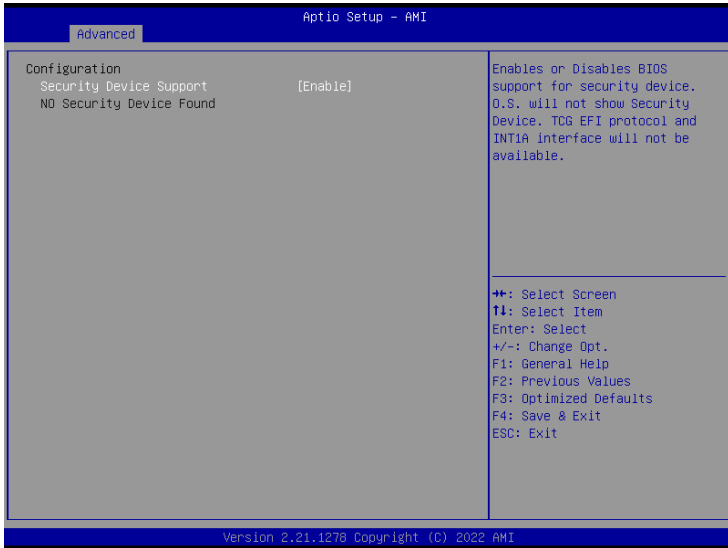 Aptio Setup - AMI
Advanced
Configuration
Security Device Support [Enable]
NO Security Device Found
Enables or Disables BIOS
support for security device.
O.S. will not show Security
Device. TCG EFI protocol and
INT1A interface will not be
available.
→←: Select Screen
↑↓: Select Item
Enter: Select
+/-: Change Opt.
F1: General Help
F2: Previous Values
F3: Optimized Defaults
F4: Save & Exit
ESC: Exit
Version 2.21.1278 Copyright (C) 2022 AMI